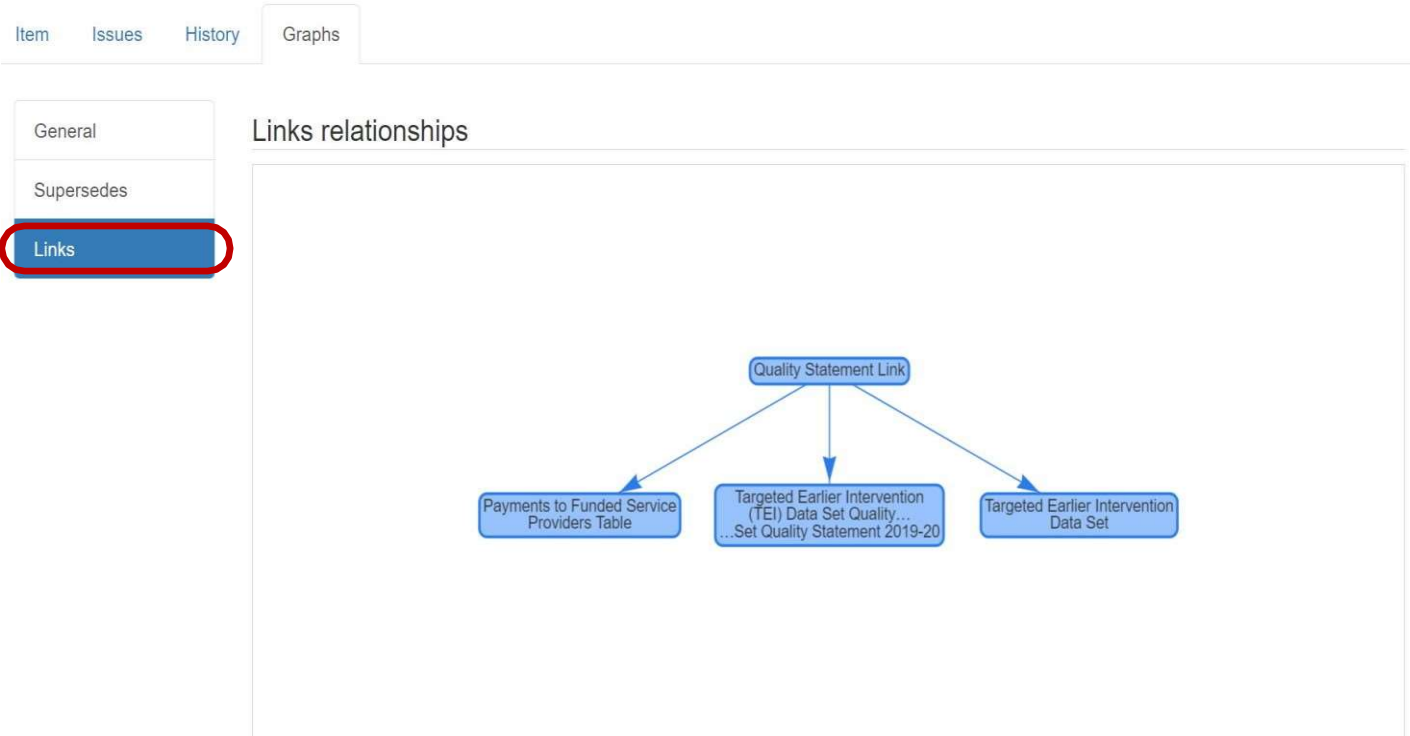 Item Issues History Graphs
General
Supersedes
Links
Links relationships
Quality Statement Link
Payments to Funded Service
Providers Table
Targeted Earlier Intervention
(TEI) Data Set Quality…
…Set Quality Statement 2019-20
Targeted Earlier Intervention
Data Set